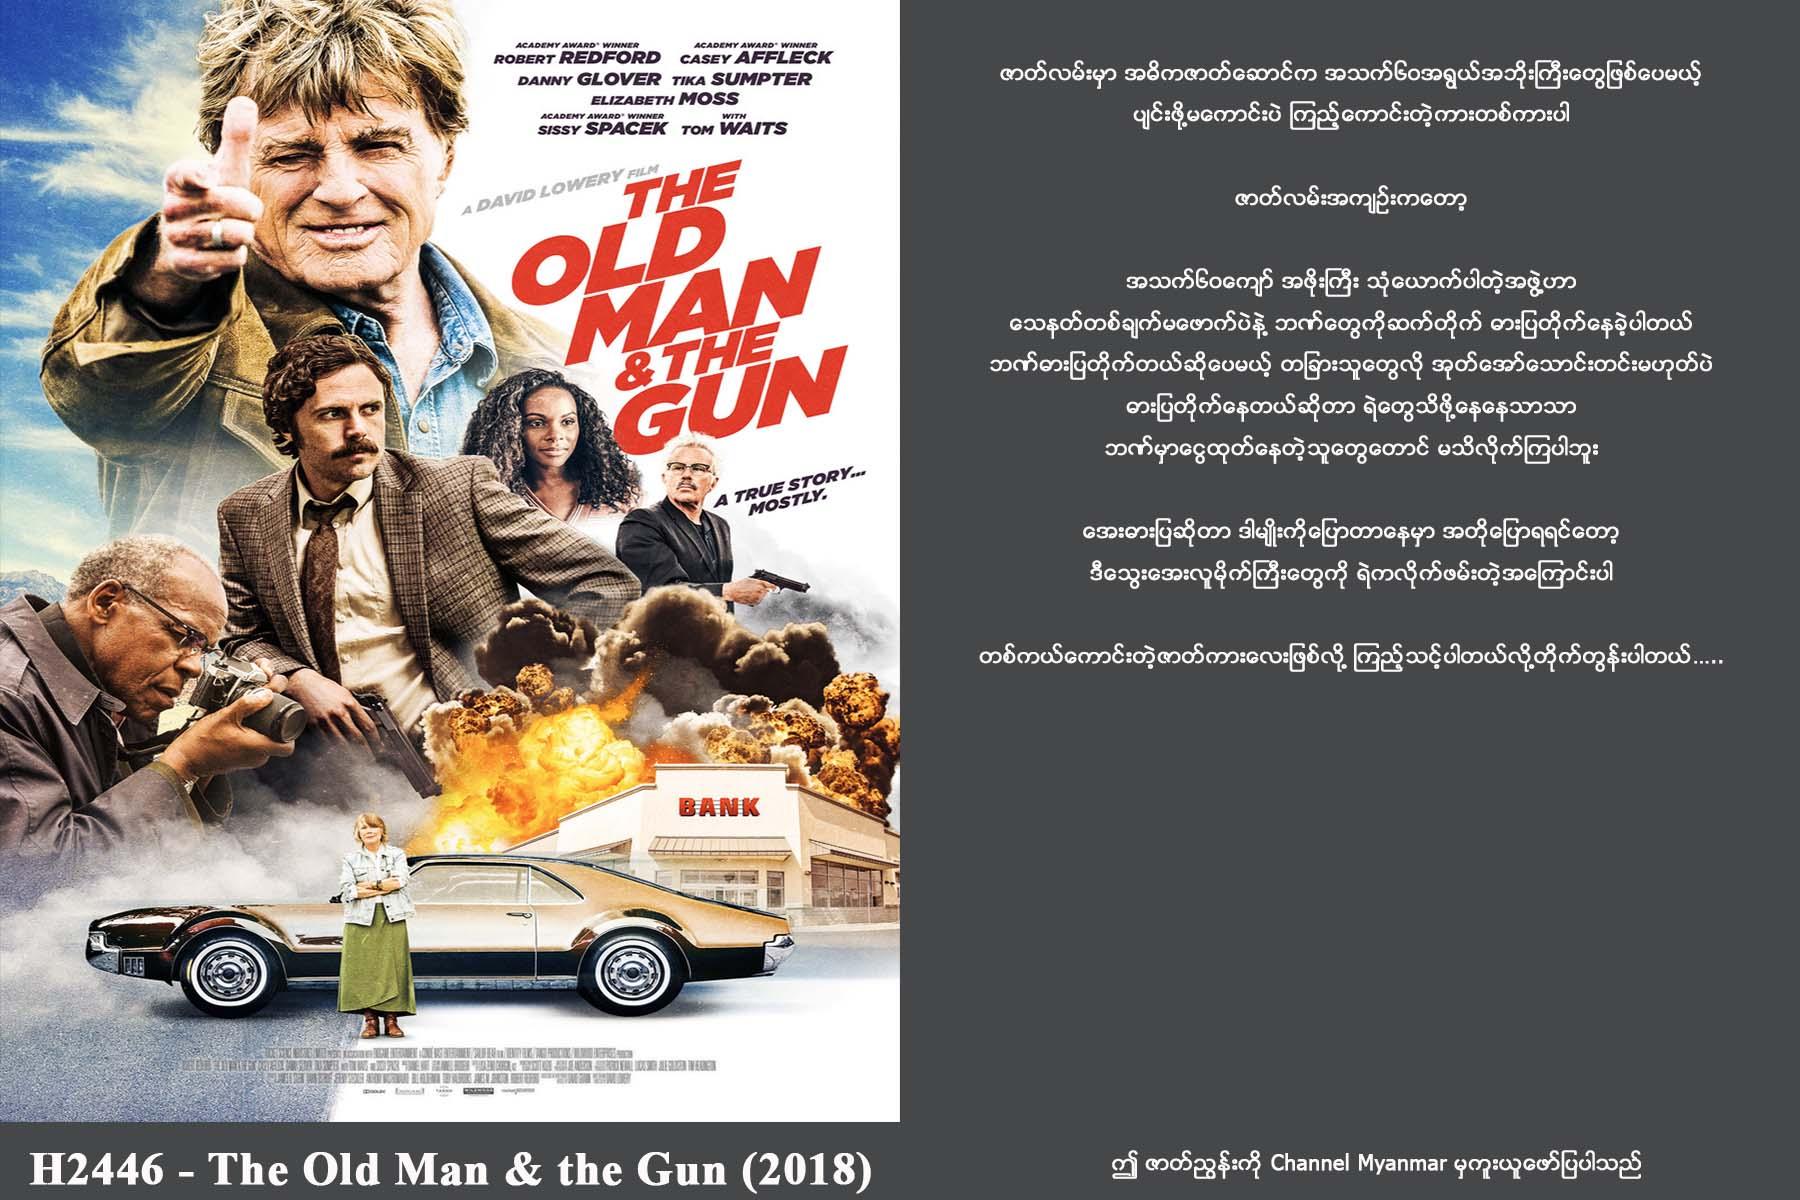 ACADEMY AWARD® WINNER ACADEMY AWARD® WINNER
ROBERT REDFORD CASEY AFFLECK
DANNY GLOVER TIKA SUMPTER
ELIZABETH MOSS
ACADEMY AWARD® WINNER WITH
SISSY SPACEK TOM WAITS
A DAVID LOWERY FILM
THE
OLD
MAN
& THE
GUN
A TRUE STORY...
MOSTLY.
BANK
H2446 - The Old Man & the Gun (2018)
ဇာတ်လမ်းမှာ အဓိကဇာတ်ဆောင်က အသက်၆၀အရွယ်အဘိုးကြီးတွေဖြစ်ပေမယ့်
ပျင်းဖို့မကောင်းပဲ ကြည့်ကောင်းတဲ့ကားတစ်ကားပါ
ဇာတ်လမ်းအကျဉ်းကတော့
အသက်၆၀ကျော် အဖိုးကြီး သုံးယောက်ပါတဲ့အဖွဲ့ဟာ
သေနတ်တစ်ချက်မဖောက်ပဲနဲ့ ဘဏ်တွေကိုဆက်တိုက် ဓားပြတိုက်နေခဲ့ပါတယ်
ဘဏ်ဓားပြတိုက်တယ်ဆိုပေမယ့် တခြားသူတွေလို အုတ်အော်သောင်းတင်းမဟုတ်ပဲ
ဓားပြတိုက်နေတယ်ဆိုတာ ရဲတွေသိဖို့နေနေသာသာ
ဘဏ်မှာငွေထုတ်နေတဲ့သူတွေတောင် မသိလိုက်ကြပါဘူး
အေးဓားပြဆိုတာ ဒါမျိုးကိုပြောတာနေမှာ အတိုပြောရရင်တော့
ဒီသွေးအေးလူမိုက်ကြီးတွေကို ရဲကလိုက်ဖမ်းတဲ့အကြောင်းပါ
တစ်ကယ်ကောင်းတဲ့ဇာတ်ကားလေးဖြစ်လို့ ကြည့်သင့်ပါတယ်လို့တိုက်တွန်းပါတယ်.....
ဤ ဇာတ်ညွှန်းကို Channel Myanmar မှကူးယူဖော်ပြပါသည်